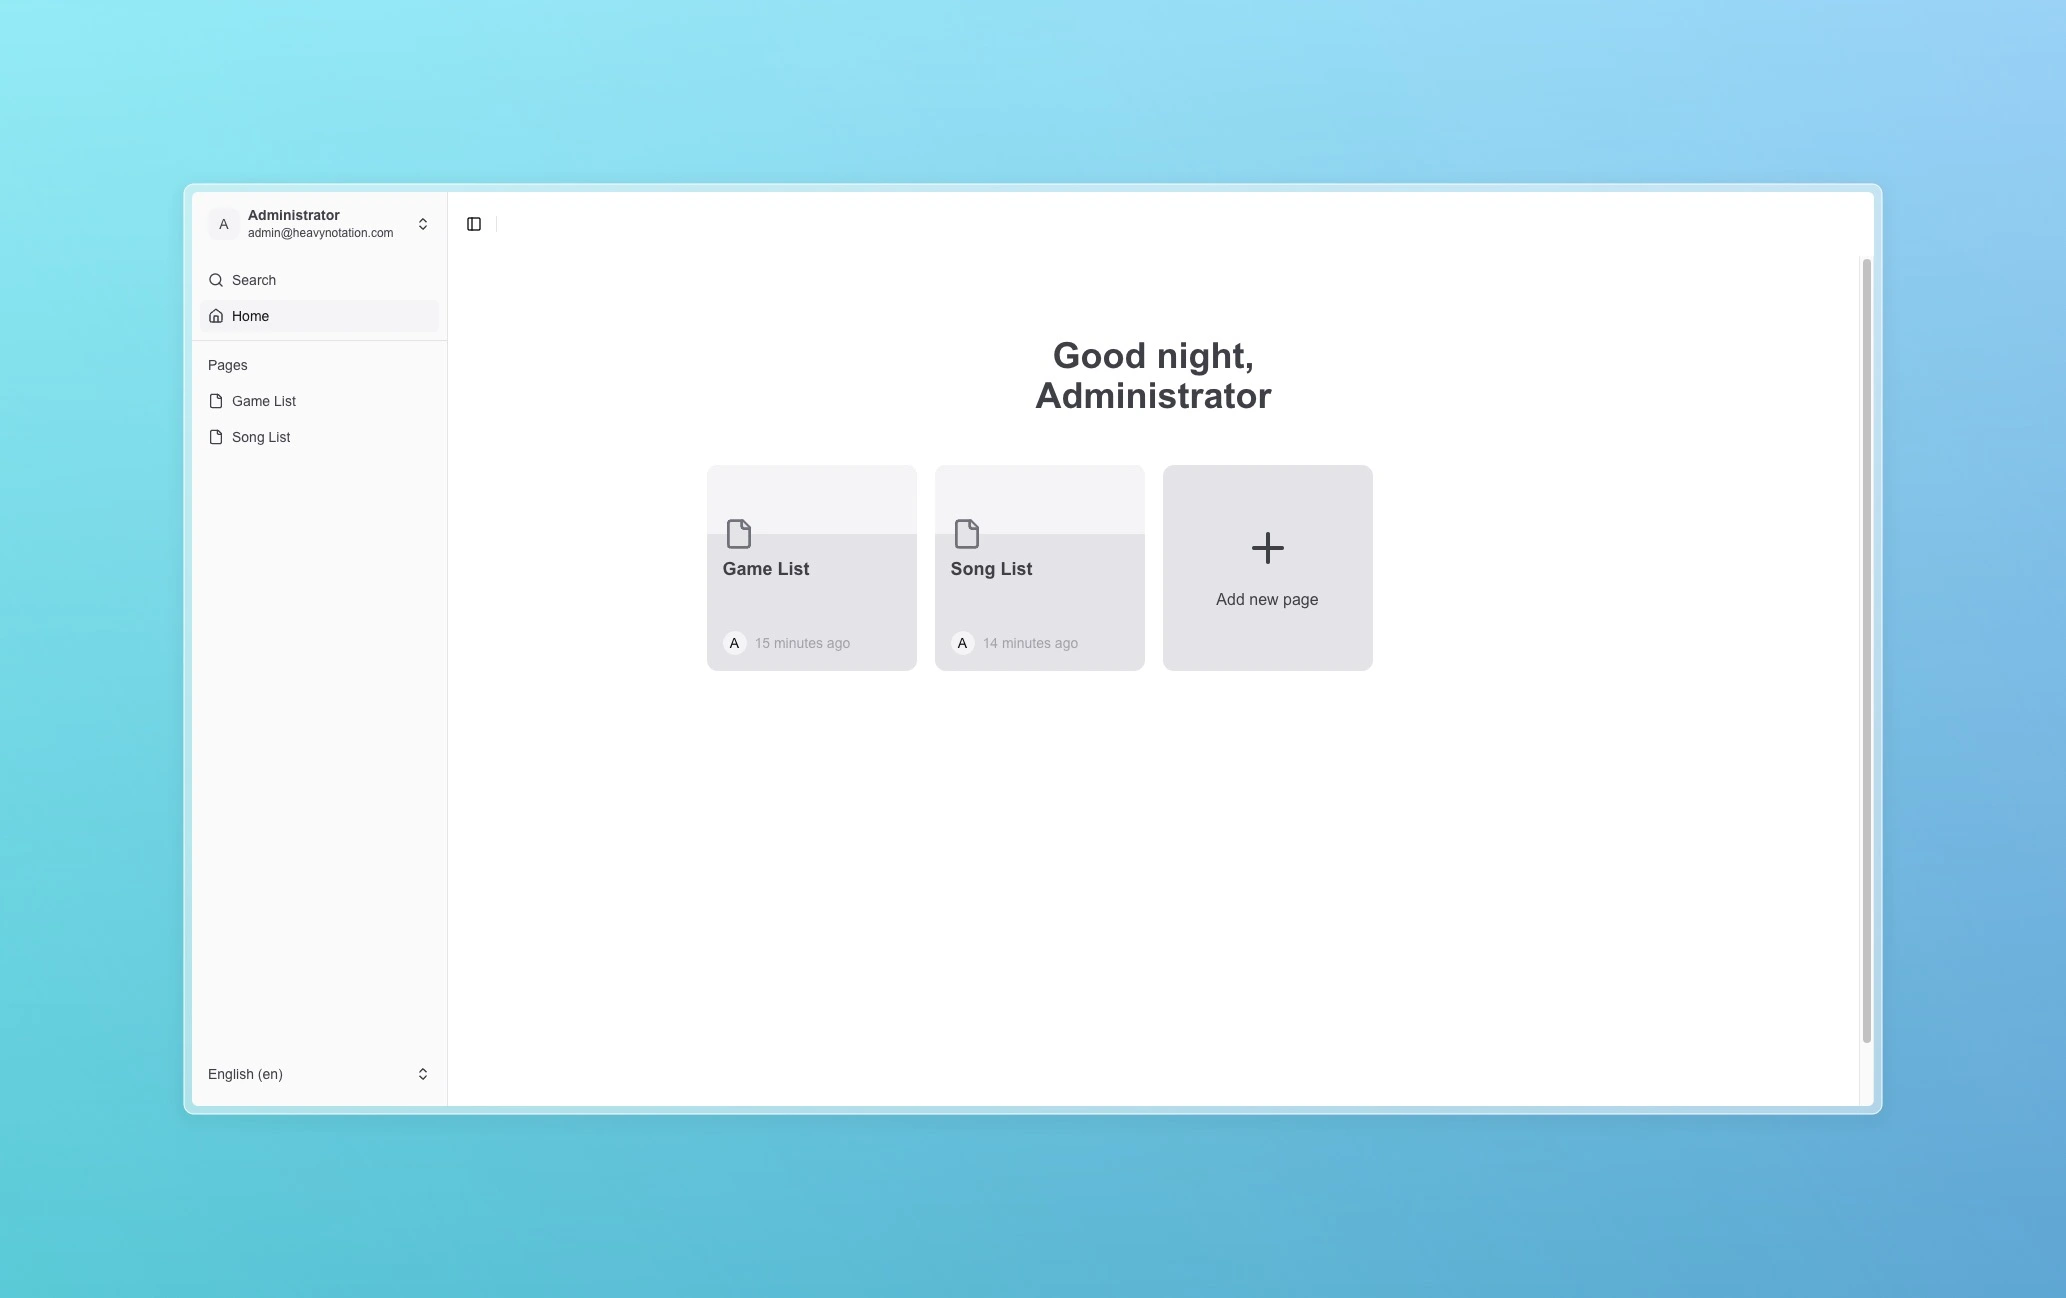 A
Administrator
admin@heavynotation.com
Search
Home
Pages
Game List
Song List
English (en)
Good night,
Administrator
Game List
A 15 minutes ago
Song List
A 14 minutes ago
Add new page